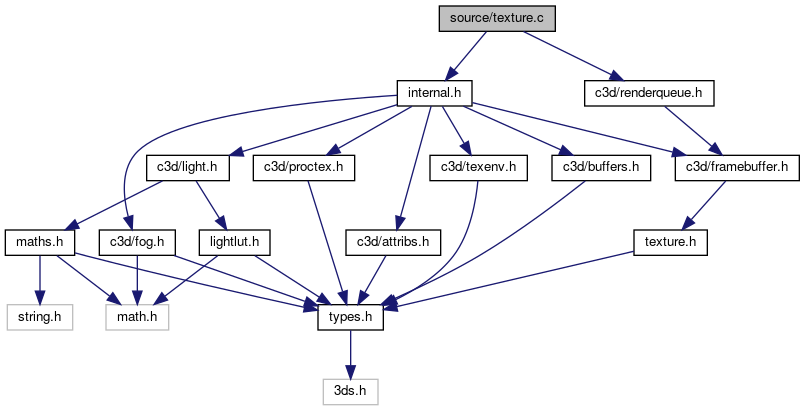 source/texture.c
internal.h
c3d/renderqueue.h
c3d/light.h
c3d/proctex.h
c3d/texenv.h
c3d/buffers.h
c3d/framebuffer.h
maths.h
c3d/fog.h
lightlut.h
c3d/attribs.h
texture.h
string.h
math.h
types.h
3ds.h